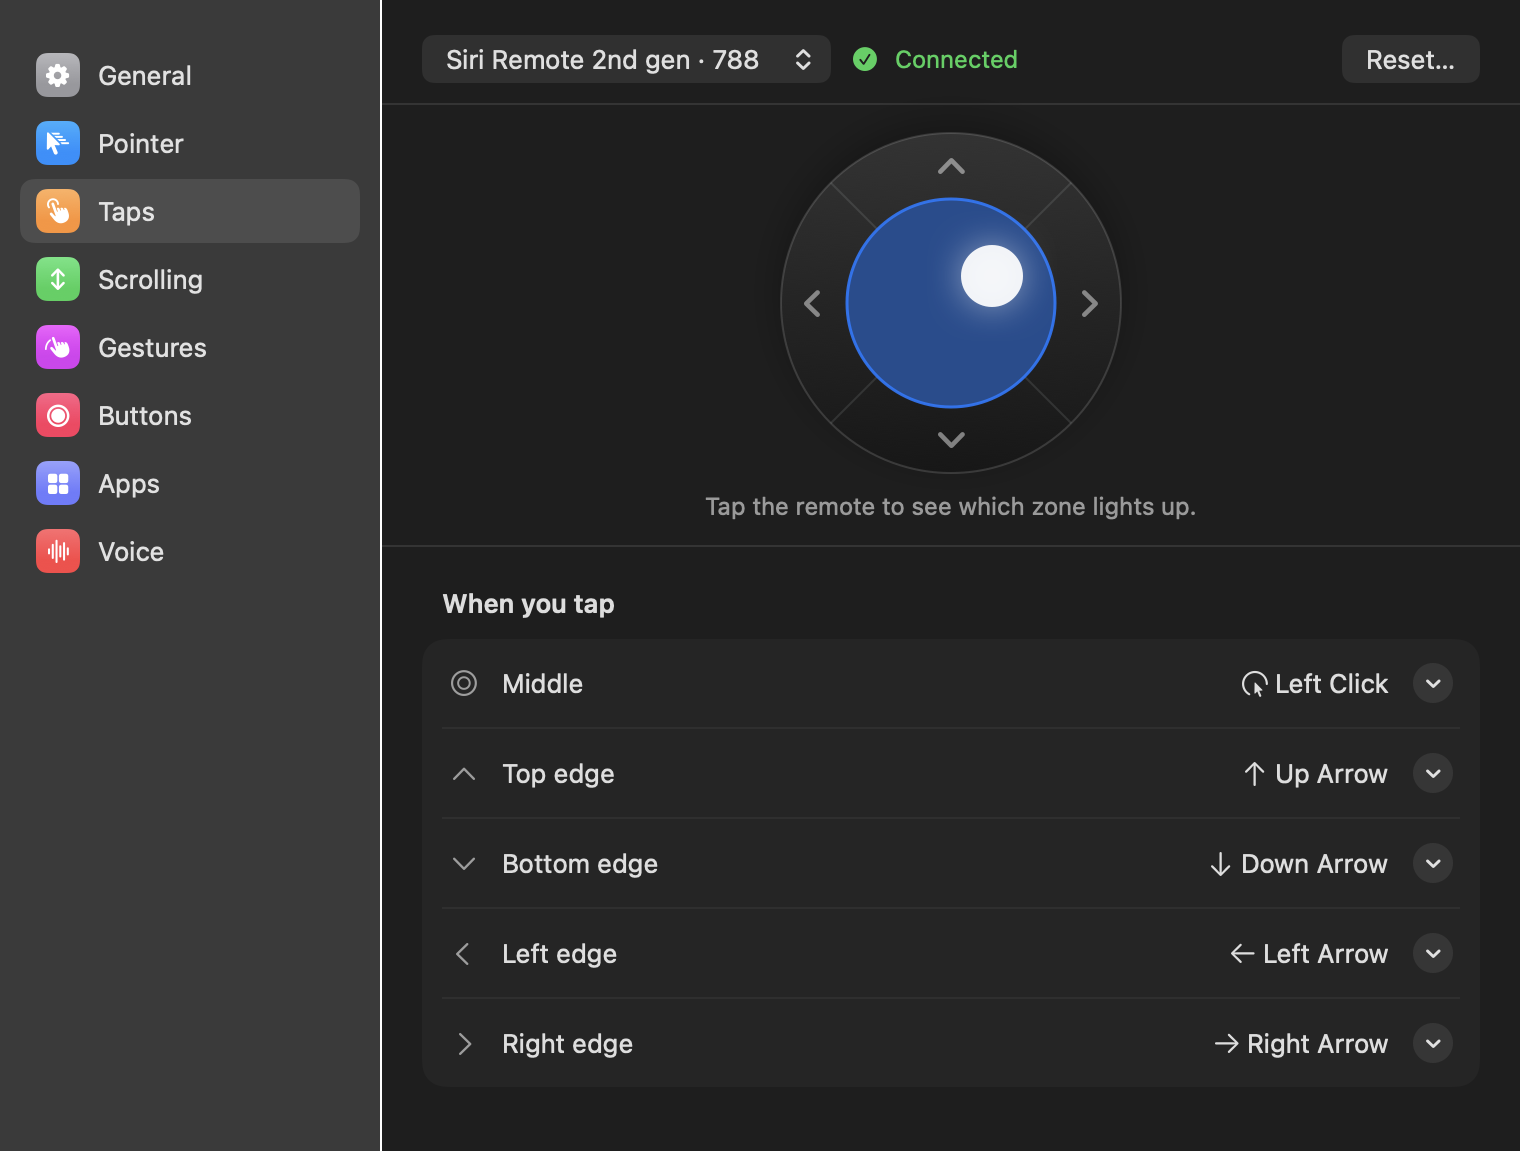 General
Pointer
Taps
Scrolling
Gestures
Buttons
Apps
Voice
Siri Remote 2nd gen · 788
Connected
Reset...
Tap the remote to see which zone lights up.
When you tap
Middle Left Click
Top edge Up Arrow
Bottom edge Down Arrow
Left edge Left Arrow
Right edge Right Arrow